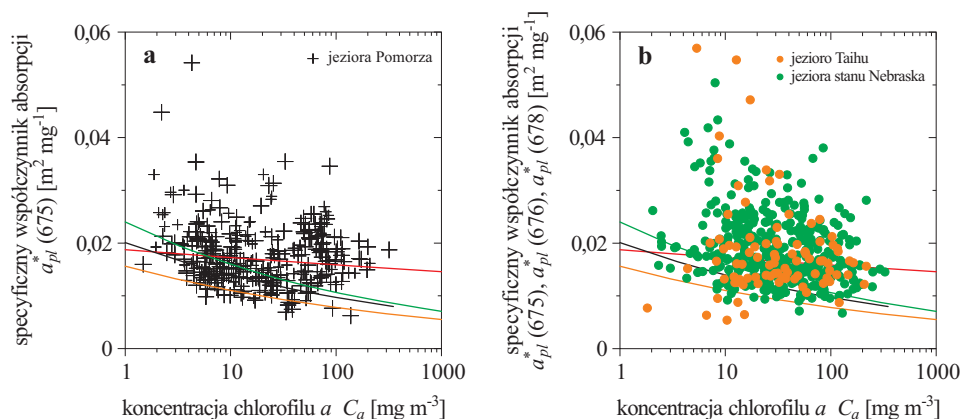 specyficzny współczynnik absorpcji
a*pl (675) [m² mg⁻¹]
0,06
0,04
0,02
0
a
jeziora Pomorza
1 10 100 1000
koncentracja chlorofilu a Ca [mg m⁻³]
specyficzny współczynnik absorpcji
a*pl (675), a*pl (676), a*pl (678) [m² mg⁻¹]
0,06
0,04
0,02
0
b
jezioro Taihu
jeziora stanu Nebraska
1 10 100 1000
koncentracja chlorofilu a Ca [mg m⁻³]